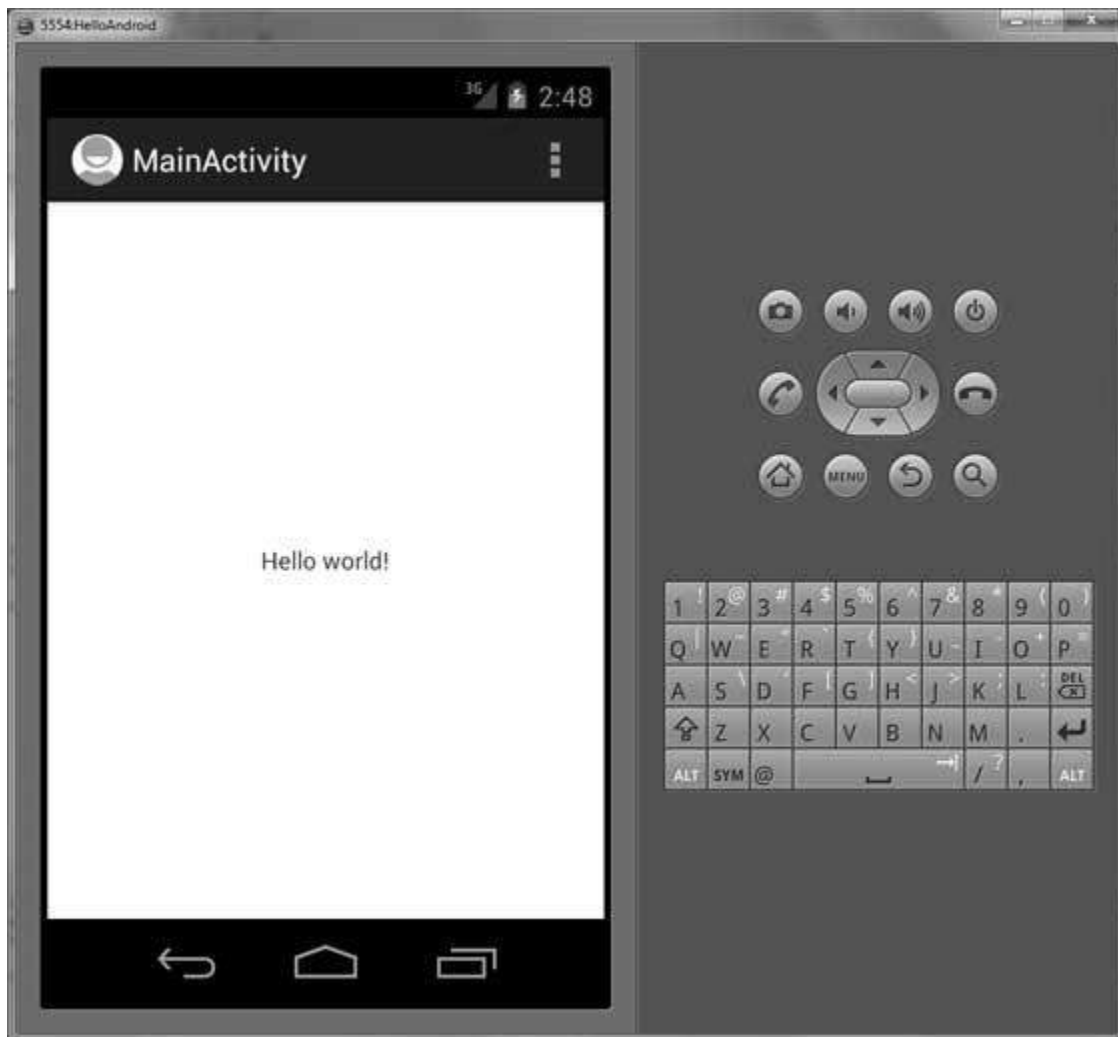 5554:HelloAndroid
3G 2:48
MainActivity
Hello world!
MENU
1 ! 2 @ 3 # 4 $ 5 % 6 ^ 7 & 8 * 9 ( 0 )
Q | W ~ E " R ` T { Y } U _ I - O + P =
A S \ D ' F [ G ] H < J > K ; L : DEL
Z X C V B N M .
ALT SYM @ / ? , ALT